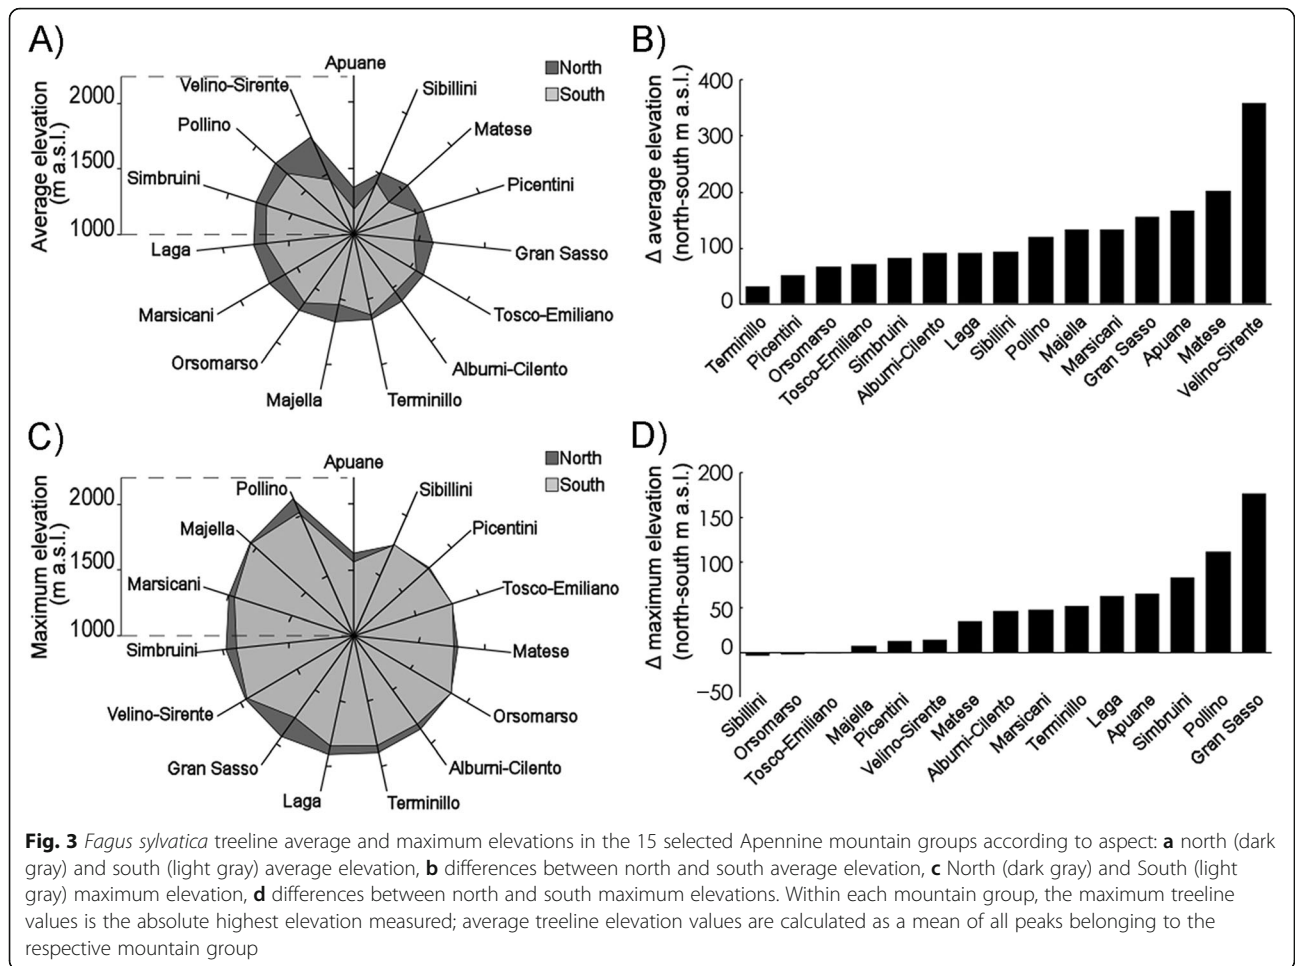 A)
Apuane
Velino-Sirente
Sibillini
North
South
Pollino
Matese
Simbruini
Picentini
Laga
Gran Sasso
Marsicani
Tosco-Emiliano
Orsomarso
Alburni-Cilento
Majella
Terminillo
2000
1500
1000
Average elevation
(m a.s.l.)
B)
400
300
200
100
0
Δ average elevation
(north-south m a.s.l.)
Terminillo
Picentini
Orsomarso
Tosco-Emiliano
Simbruini
Alburni-Cilento
Laga
Sibillini
Pollino
Majella
Marsicani
Gran Sasso
Apuane
Matese
Velino-Sirente
C)
Apuane
Pollino
Sibillini
North
South
Majella
Picentini
Marsicani
Tosco-Emiliano
Simbruini
Matese
Velino-Sirente
Orsomarso
Gran Sasso
Alburni-Cilento
Laga
Terminillo
2000
1500
1000
Maximum elevation
(m a.s.l.)
D)
200
150
100
50
0
−50
Δ maximum elevation
(north-south m a.s.l.)
Sibillini
Orsomarso
Tosco-Emiliano
Majella
Picentini
Velino-Sirente
Matese
Alburni-Cilento
Marsicani
Terminillo
Laga
Apuane
Simbruini
Pollino
Gran Sasso
Fig. 3 Fagus sylvatica treeline average and maximum elevations in the 15 selected Apennine mountain groups according to aspect: a north (dark
gray) and south (light gray) average elevation, b differences between north and south average elevation, c North (dark gray) and South (light
gray) maximum elevation, d differences between north and south maximum elevations. Within each mountain group, the maximum treeline
values is the absolute highest elevation measured; average treeline elevation values are calculated as a mean of all peaks belonging to the
respective mountain group